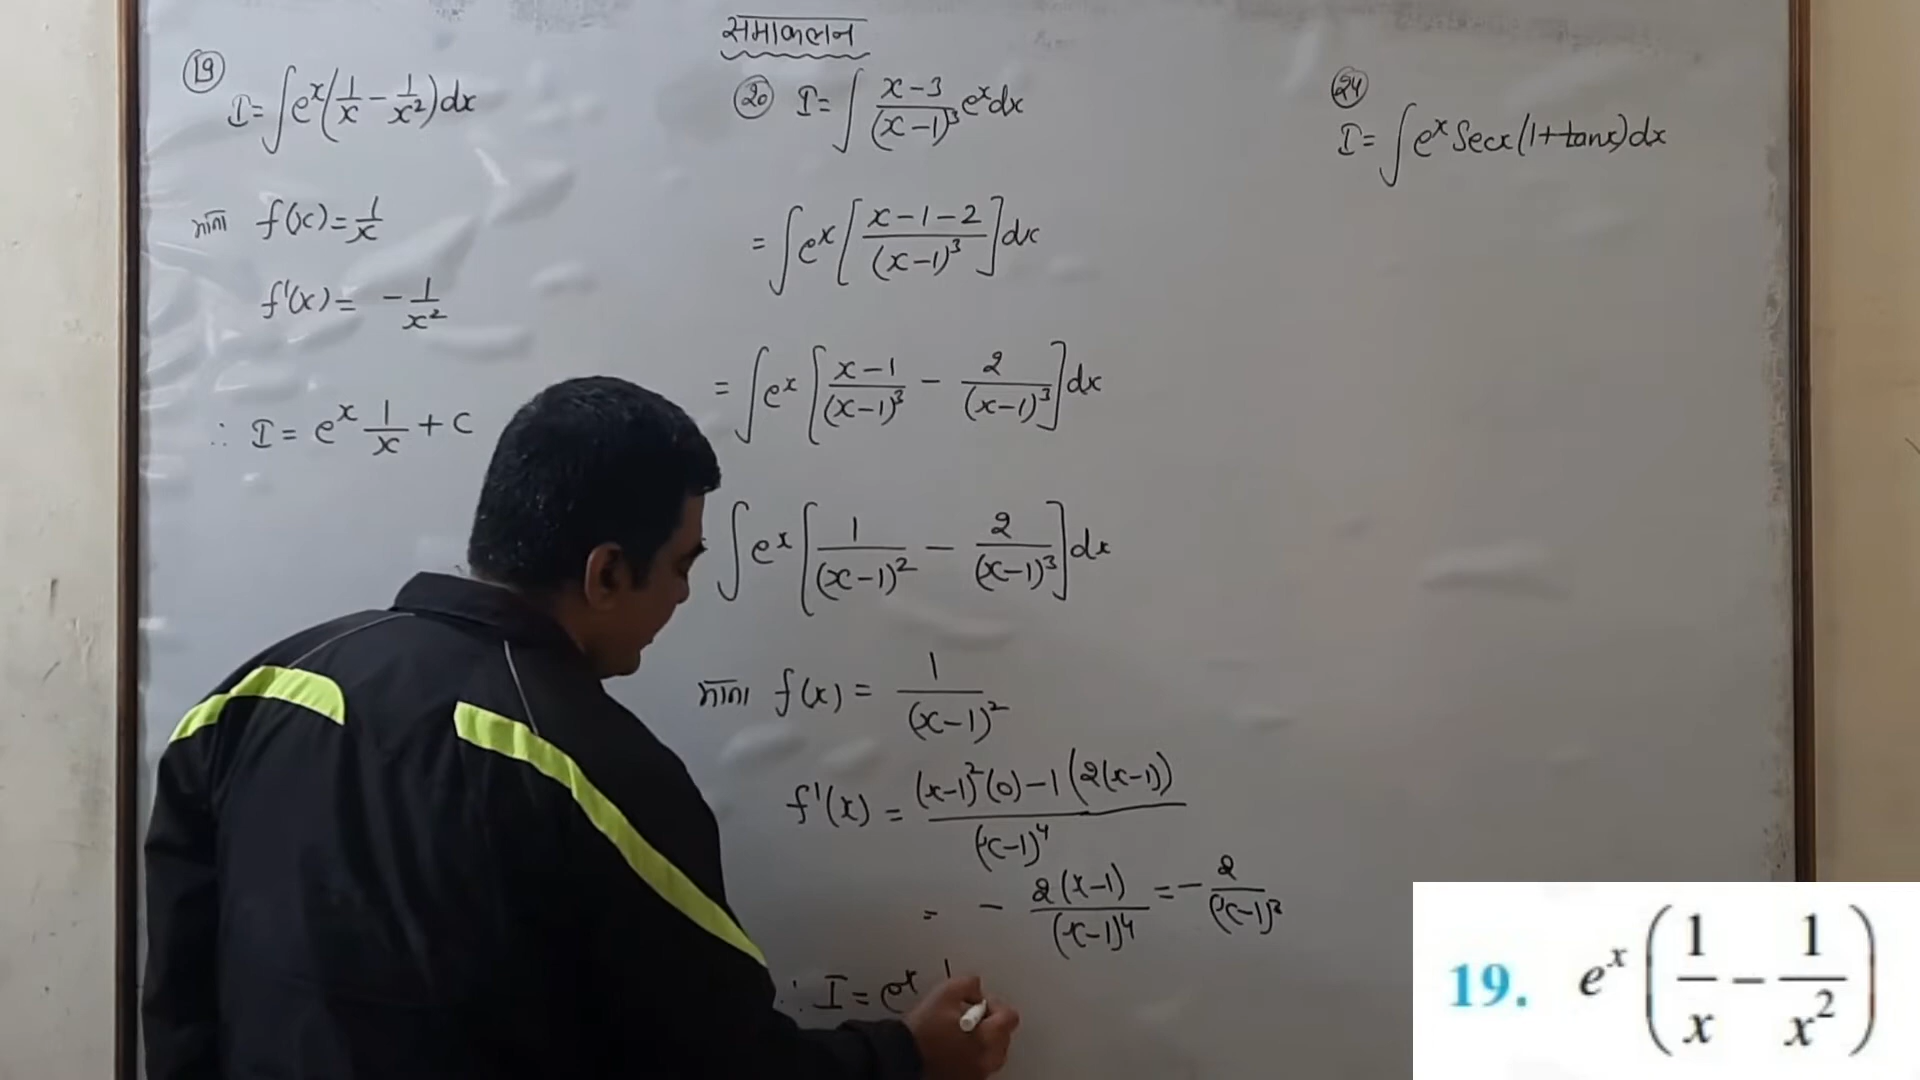 समाकलन
(19) I = ∫eˣ(1/x − 1/x²)dx
माना f(x) = 1/x
f'(x) = −1/x²
∴ I = eˣ 1/x + c
(20) I = ∫ (x−3)/(x−1)³ eˣdx
= ∫eˣ[(x−1−2)/(x−1)³]dx
= ∫eˣ[(x−1)/(x−1)³ − 2/(x−1)³]dx
∫eˣ[1/(x−1)² − 2/(x−1)³]dx
माना f(x) = 1/(x−1)²
f'(x) = ((x−1)²(0)−1(2(x−1)))/(x−1)⁴
= − 2(x−1)/(x−1)⁴ = − 2/(x−1)³
∴ I = eˣ 1
(24)
I = ∫eˣ Secx(1+tanx)dx
19. eˣ(1/x − 1/x²)